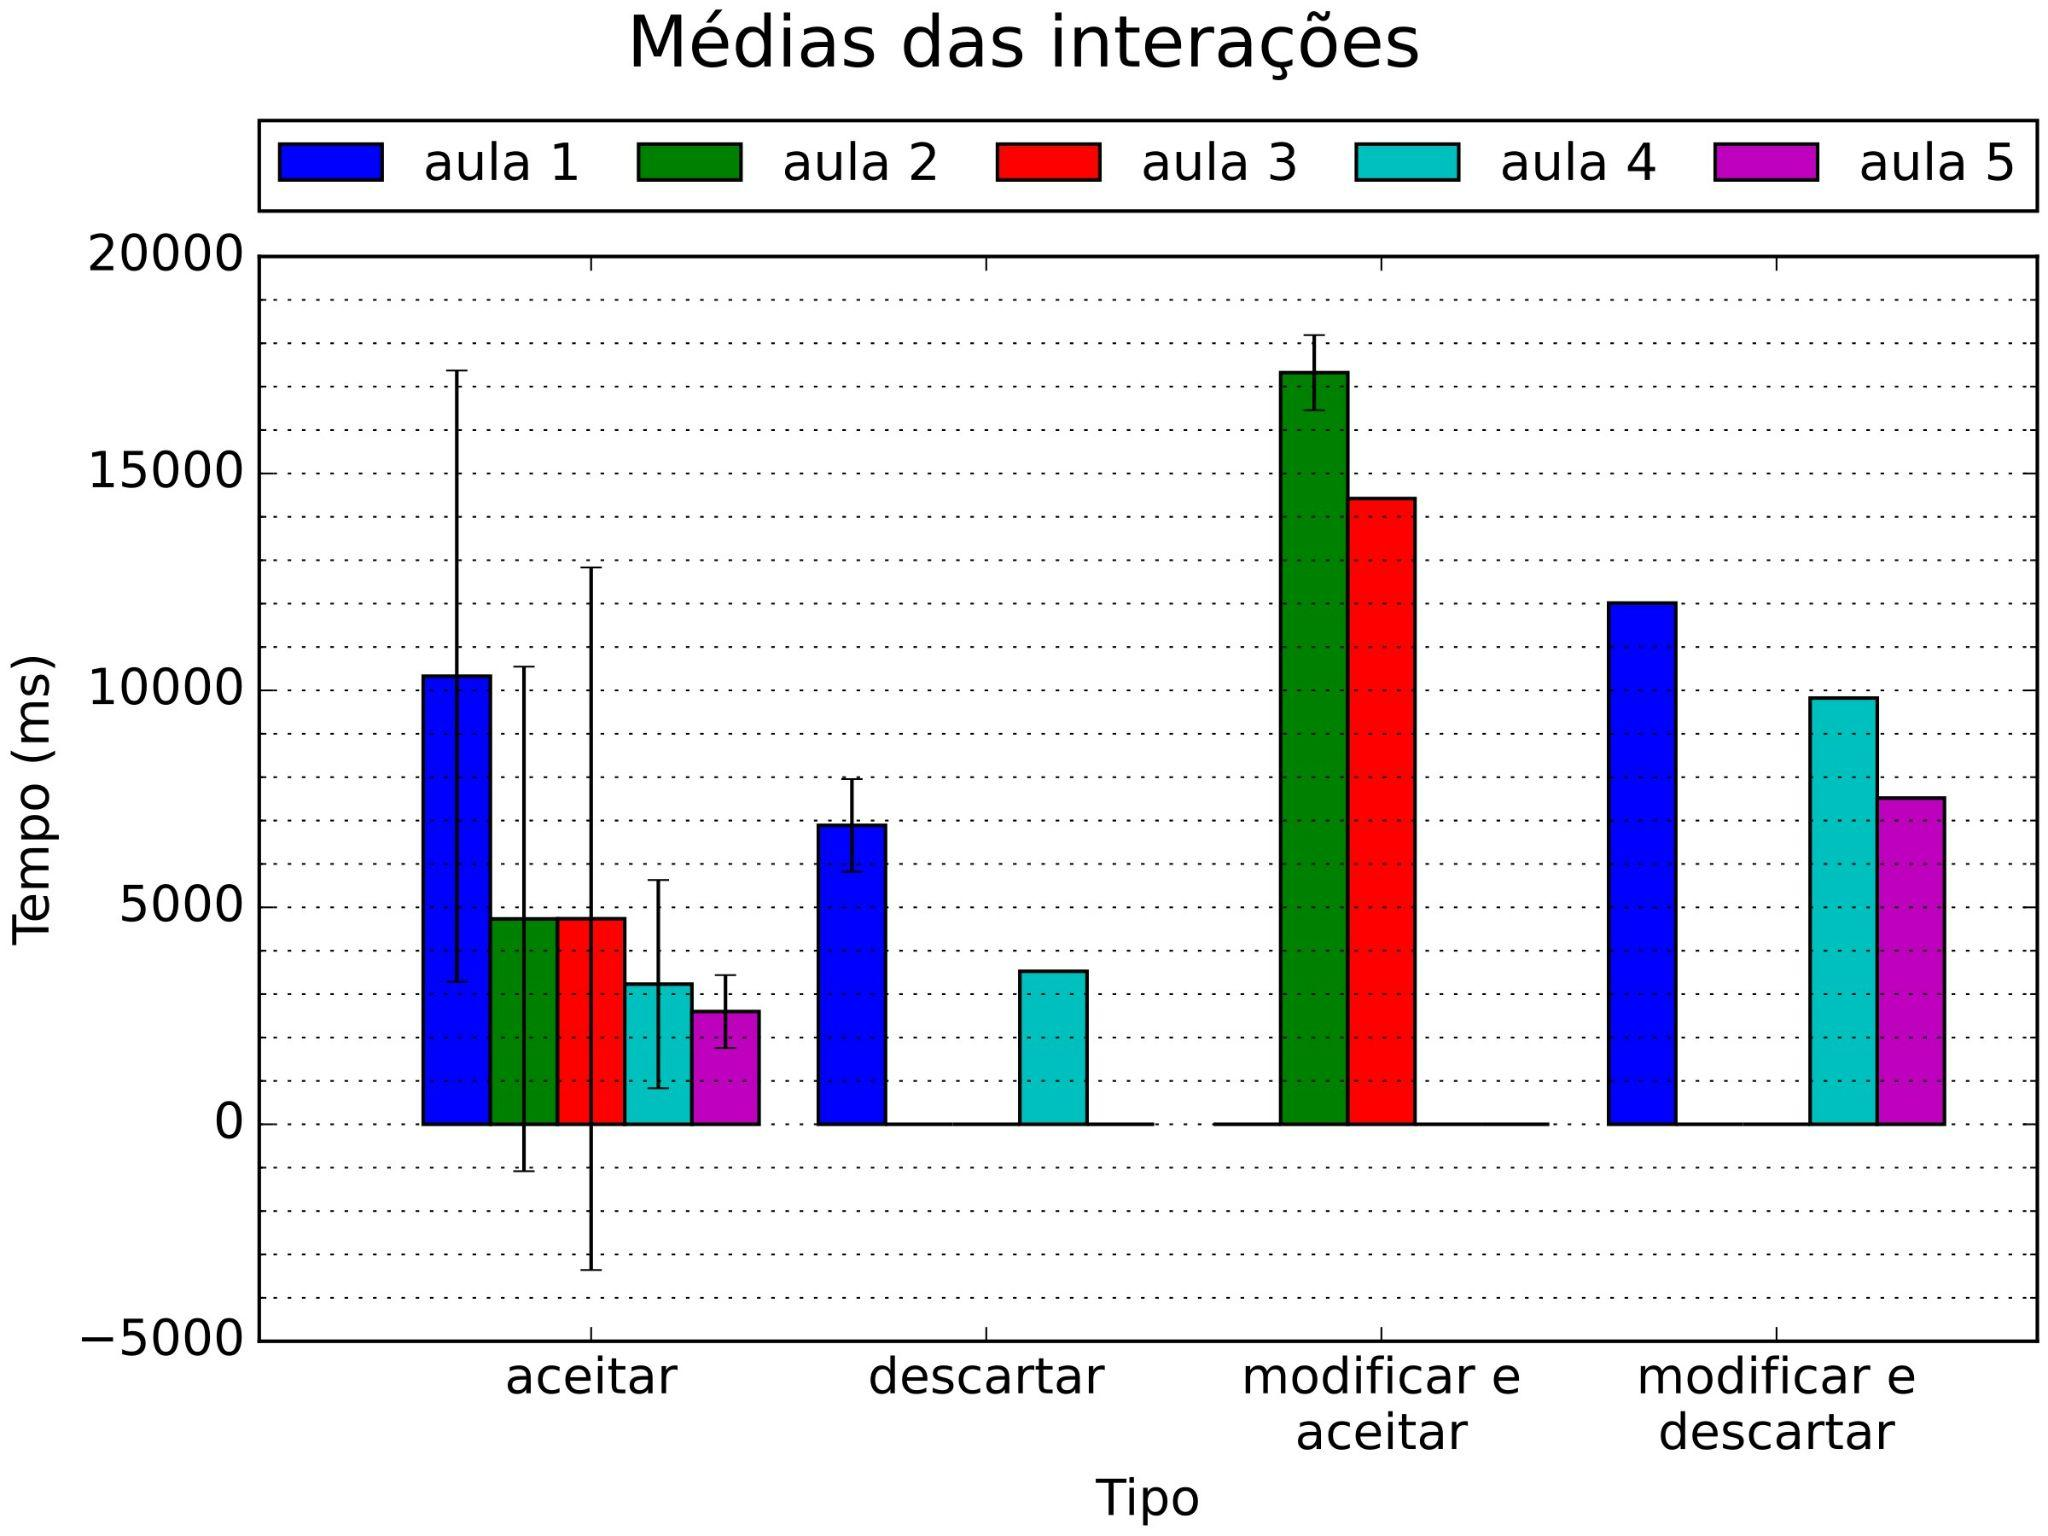 Médias das interações
aula 1 aula 2 aula 3 aula 4 aula 5
20000
15000
10000
5000
0
−5000
Tempo (ms)
aceitar descartar modificar e modificar e
aceitar descartar
Tipo